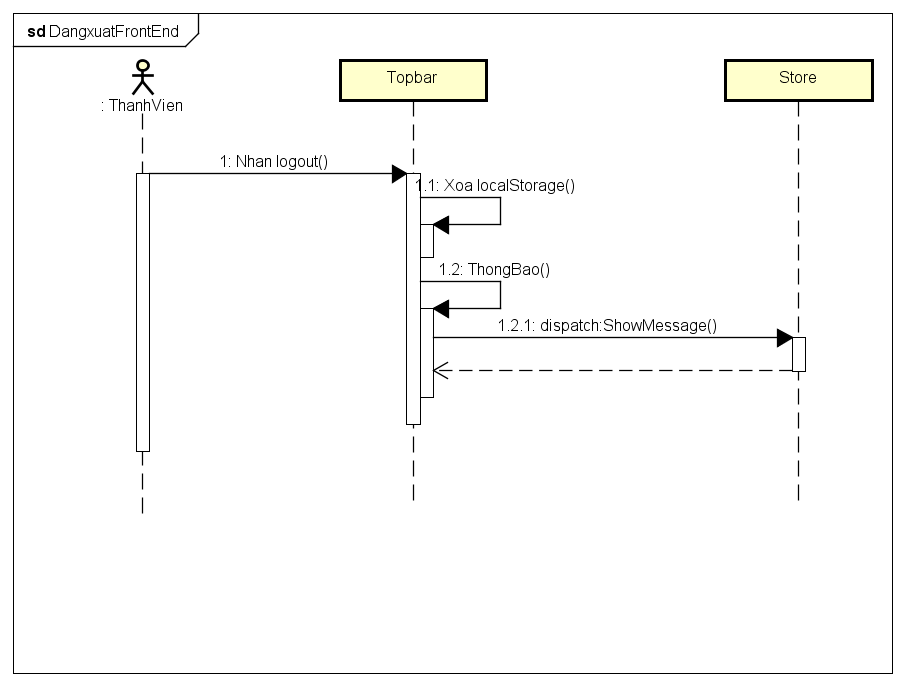 sd DangxuatFrontEnd
: ThanhVien
Topbar
Store
1: Nhan logout()
1.1: Xoa localStorage()
1.2: ThongBao()
1.2.1: dispatch:ShowMessage()